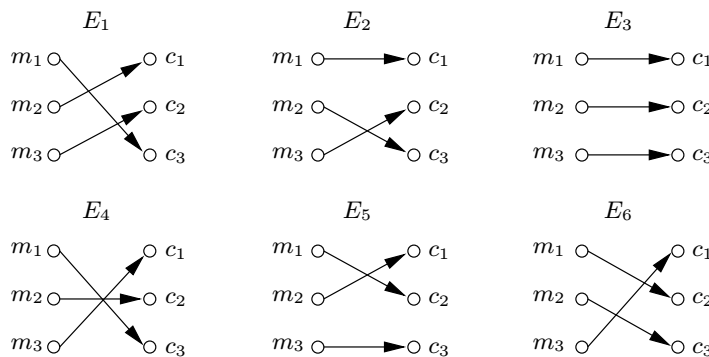 E₁ E₂ E₃
m₁ c₁ m₁ c₁ m₁ c₁
m₂ c₂ m₂ c₂ m₂ c₂
m₃ c₃ m₃ c₃ m₃ c₃
E₄ E₅ E₆
m₁ c₁ m₁ c₁ m₁ c₁
m₂ c₂ m₂ c₂ m₂ c₂
m₃ c₃ m₃ c₃ m₃ c₃